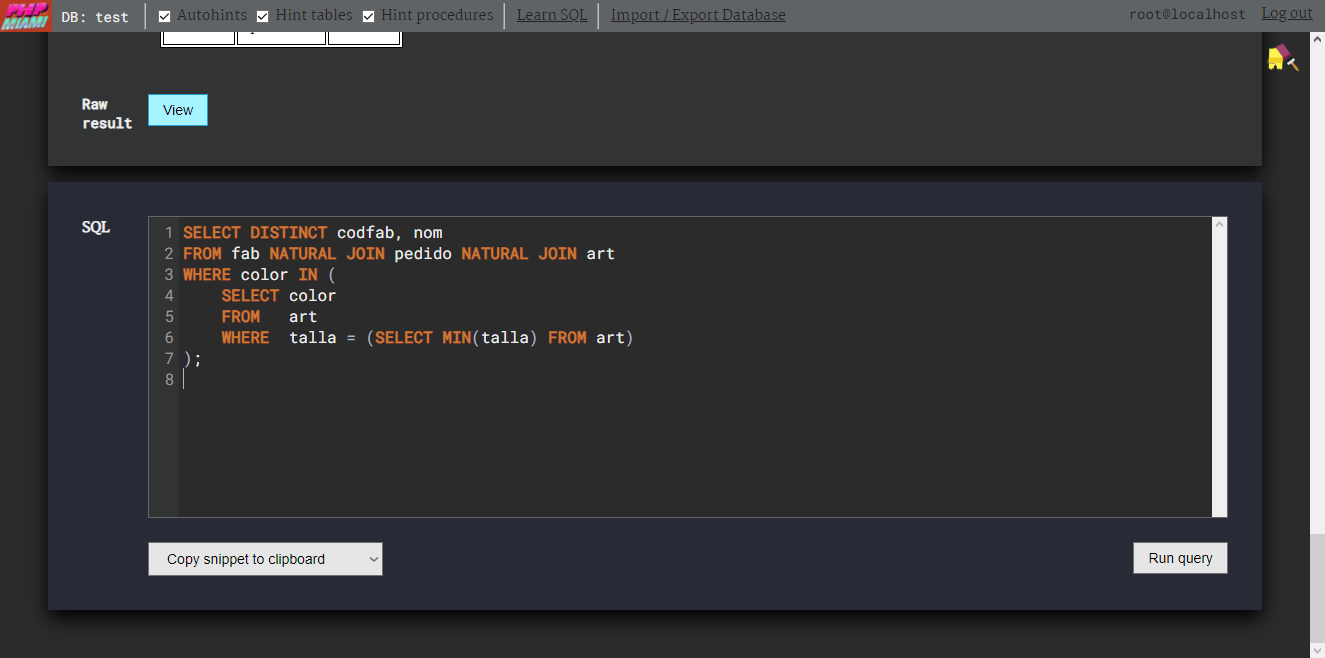 PHP MIAMI DB: test Autohints Hint tables Hint procedures Learn SQL Import / Export Database root@localhost Log out
Raw
result
View
SQL
1 SELECT DISTINCT codfab, nom
2 FROM fab NATURAL JOIN pedido NATURAL JOIN art
3 WHERE color IN (
4 SELECT color
5 FROM art
6 WHERE talla = (SELECT MIN(talla) FROM art)
7 );
8
Copy snippet to clipboard
Run query